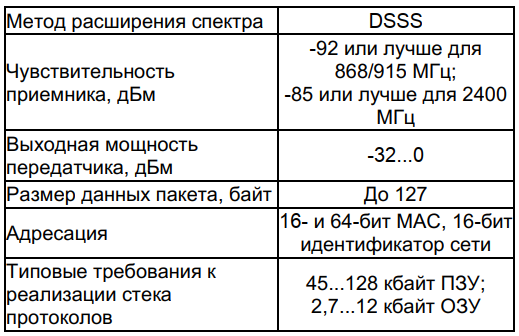 Метод расширения спектра DSSS
Чувствительность приемника, дБм
-92 или лучше для
868/915 МГц;
-85 или лучше для 2400
МГц
Выходная мощность
передатчика, дБм
-32...0
Размер данных пакета, байт До 127
Адресация
16- и 64-бит MAC, 16-бит
идентификатор сети
Типовые требования к
реализации стека
протоколов
45...128 кбайт ПЗУ;
2,7...12 кбайт ОЗУ